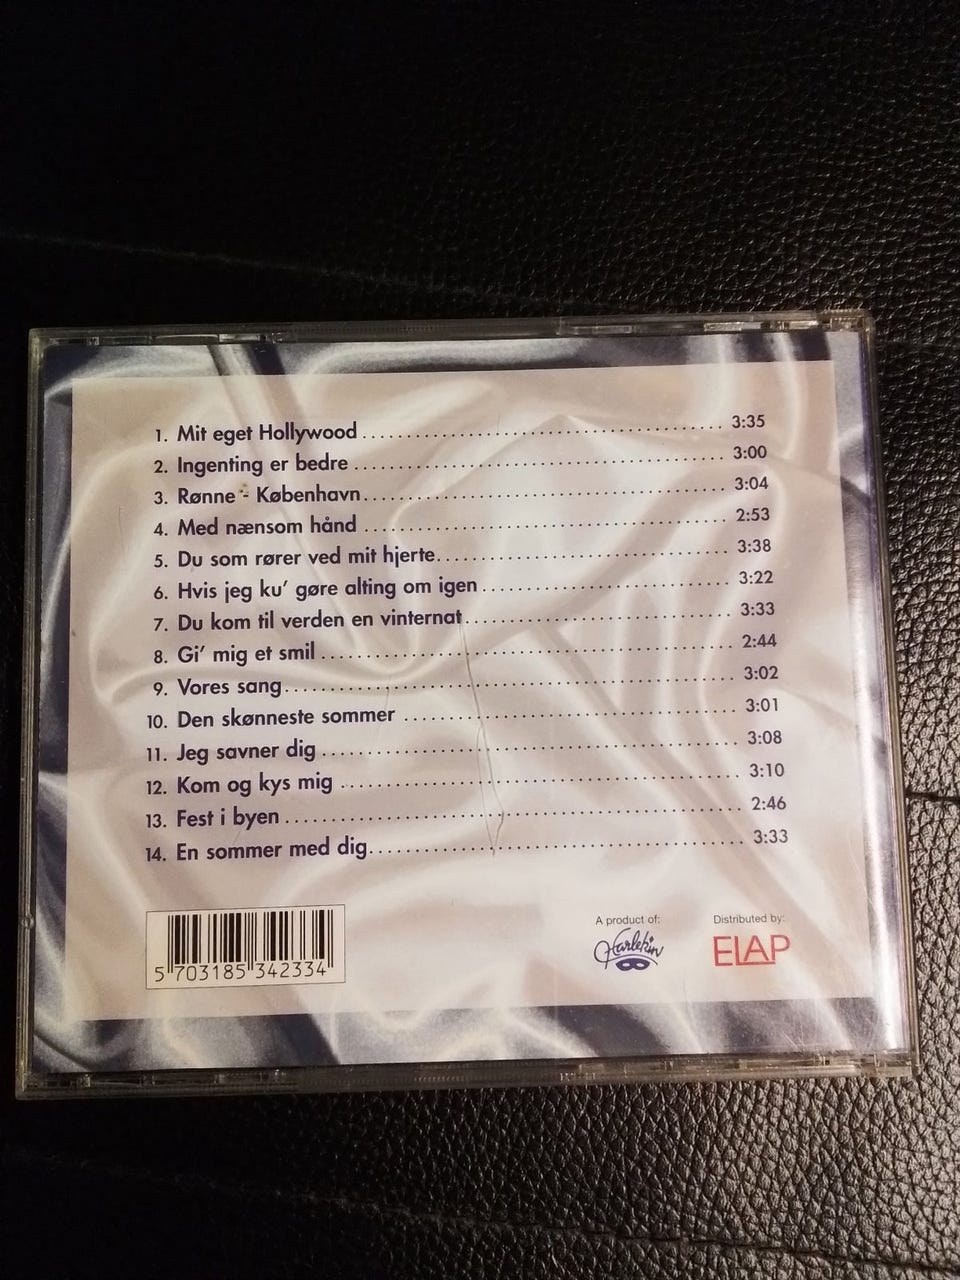 1. Mit eget Hollywood ........................................ 3:35
2. Ingenting er bedre ........................................ 3:00
3. Rønne - København ........................................ 3:04
4. Med nænsom hånd ........................................ 2:53
5. Du som rører ved mit hjerte ................................ 3:38
6. Hvis jeg ku' gøre alting om igen ........................... 3:22
7. Du kom til verden en vinternat ............................. 3:33
8. Gi' mig et smil ........................................ 2:44
9. Vores sang ........................................ 3:02
10. Den skønneste sommer ................................... 3:01
11. Jeg savner dig ........................................ 3:08
12. Kom og kys mig ........................................ 3:10
13. Fest i byen ........................................ 2:46
14. En sommer med dig ..................................... 3:33
A product of: Distributed by:
Harlekin ELAP
5 703185 342334